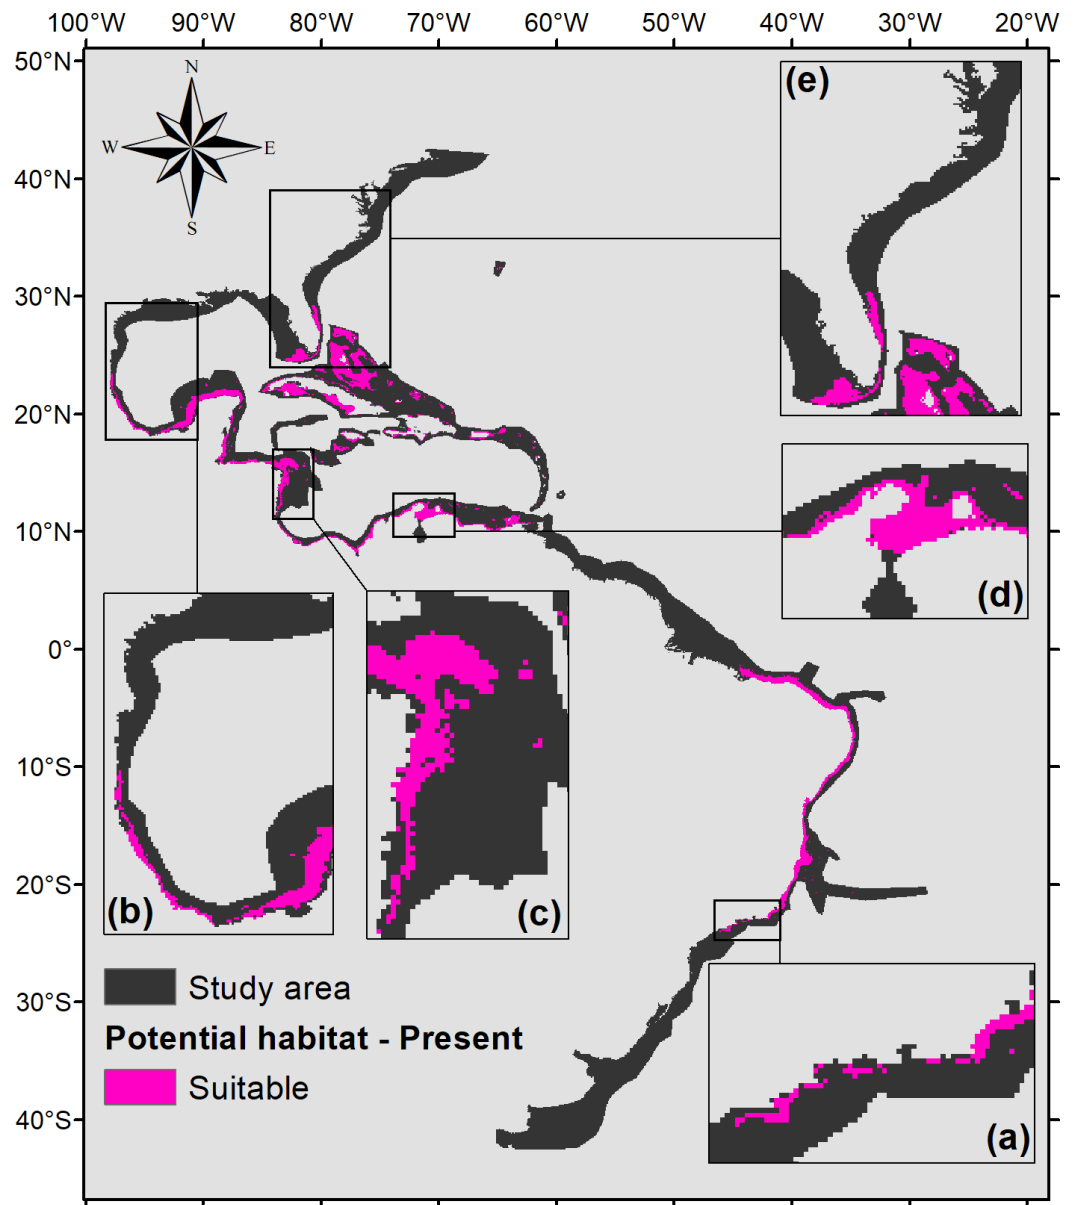 100°W 90°W 80°W 70°W 60°W 50°W 40°W 30°W 20°W
50°N
(e)
N
W E
S
40°N
30°N
20°N
10°N
(d)
0°
10°S
20°S
(b)
(c)
30°S
Study area
Potential habitat - Present
Suitable
40°S
(a)